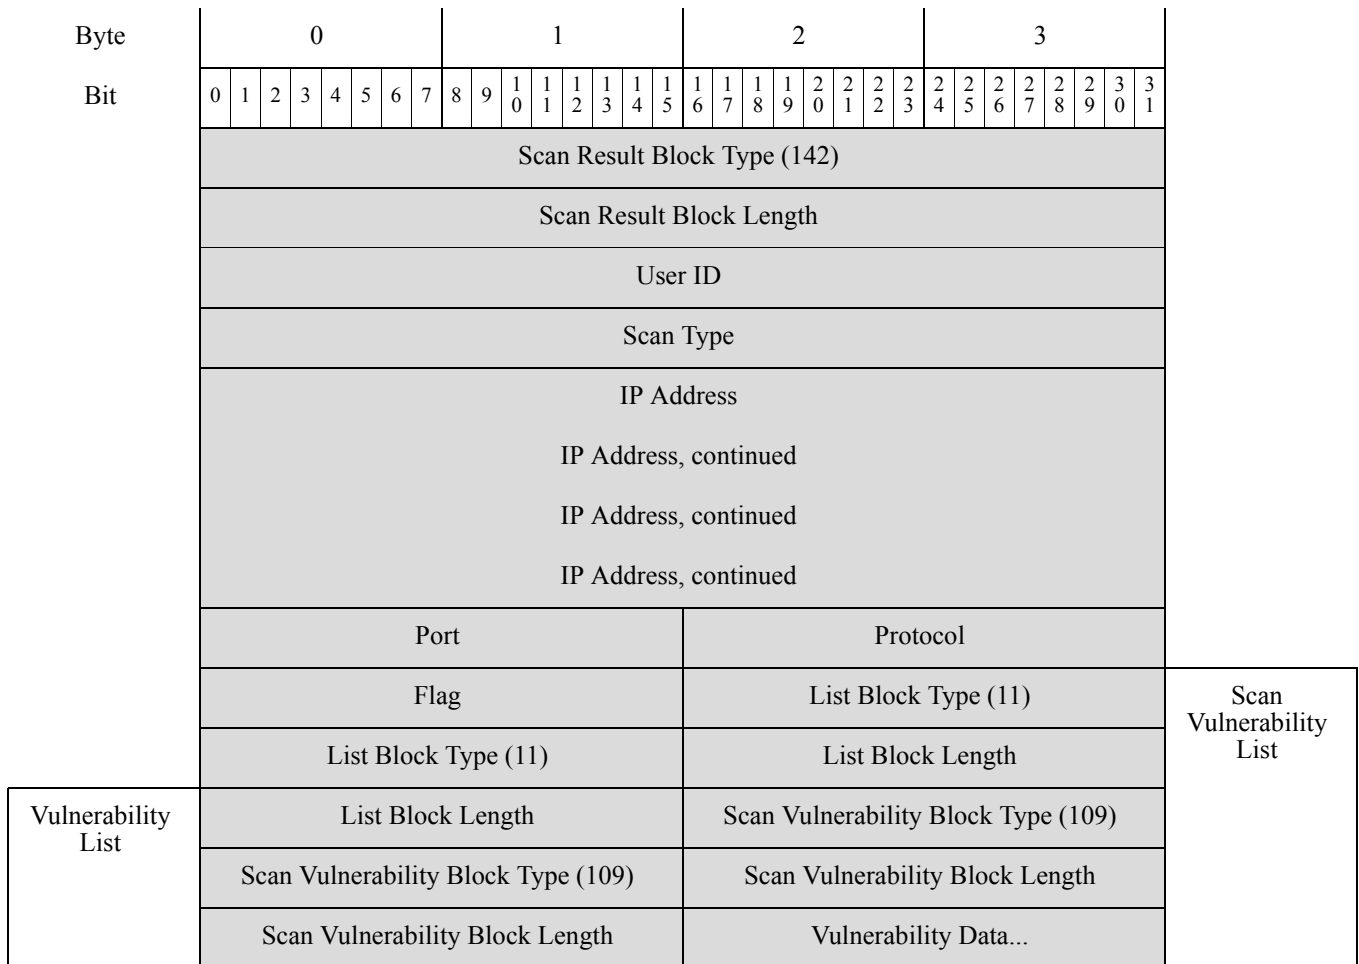 Byte 0 1 2 3
Bit 0 1 2 3 4 5 6 7 8 9 10 11 12 13 14 15 16 17 18 19 20 21 22 23 24 25 26 27 28 29 30 31
Scan Result Block Type (142)
Scan Result Block Length
User ID
Scan Type
IP Address
IP Address, continued
IP Address, continued
IP Address, continued
Port Protocol
Flag List Block Type (11) Scan
Vulnerability
List
List Block Type (11) List Block Length
Vulnerability
List
List Block Length Scan Vulnerability Block Type (109)
Scan Vulnerability Block Type (109) Scan Vulnerability Block Length
Scan Vulnerability Block Length Vulnerability Data...